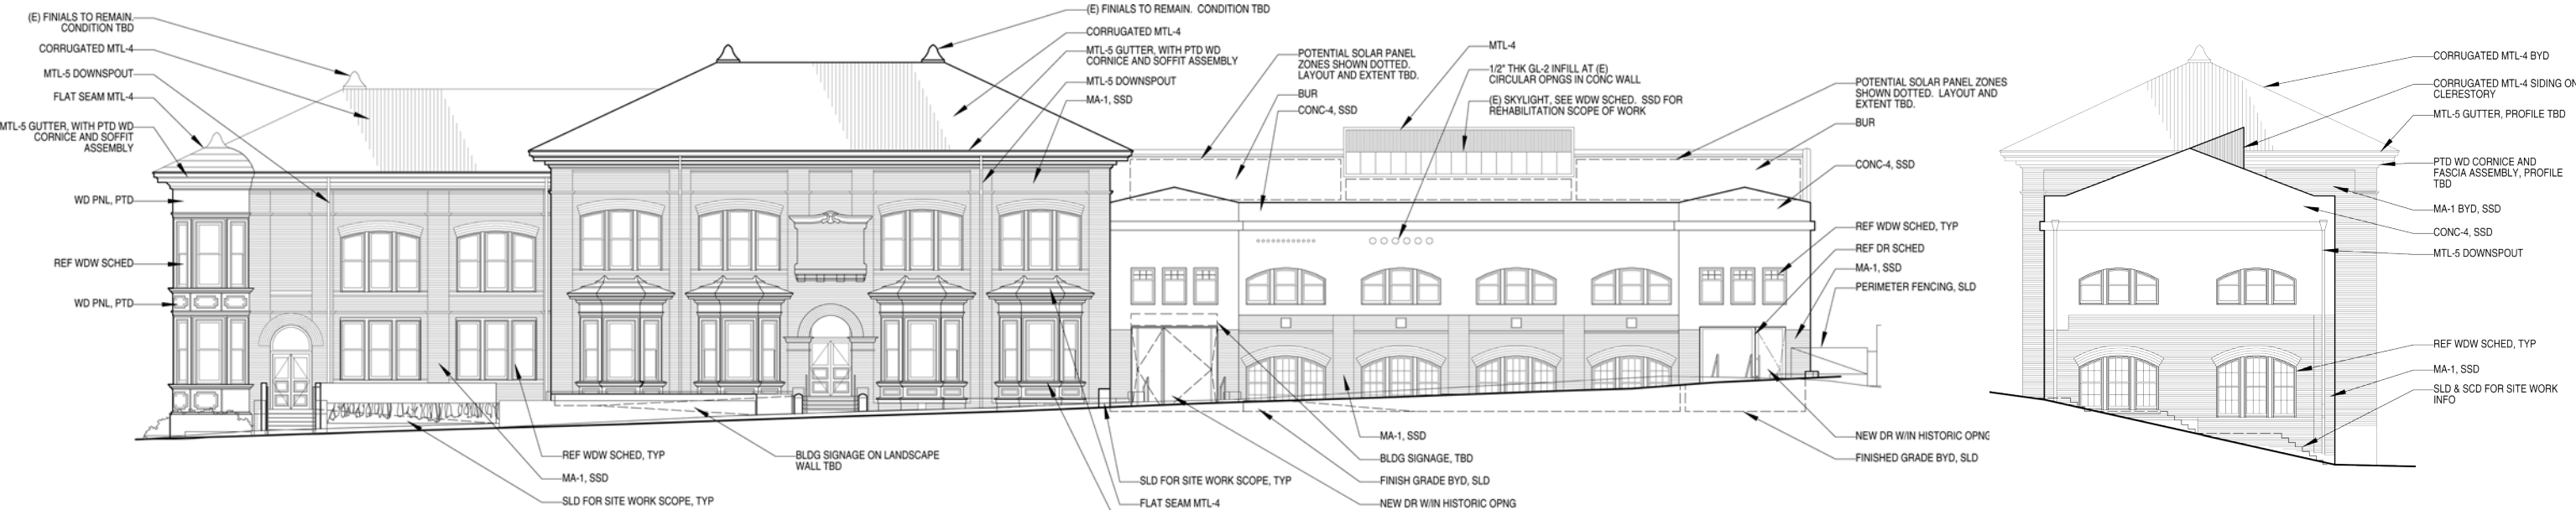 (E) FINIALS TO REMAIN.
CONDITION TBD
CORRUGATED MTL-4
MTL-5 DOWNSPOUT
FLAT SEAM MTL-4
MTL-5 GUTTER, WITH PTD WD
CORNICE AND SOFFIT
ASSEMBLY
WD PNL, PTD
REF WDW SCHED
WD PNL, PTD
REF WDW SCHED, TYP
MA-1, SSD
SLD FOR SITE WORK SCOPE, TYP
BLDG SIGNAGE ON LANDSCAPE
WALL TBD
(E) FINIALS TO REMAIN. CONDITION TBD
CORRUGATED MTL-4
MTL-5 GUTTER, WITH PTD WD
CORNICE AND SOFFIT ASSEMBLY
MTL-5 DOWNSPOUT
MA-1, SSD
POTENTIAL SOLAR PANEL
ZONES SHOWN DOTTED.
LAYOUT AND EXTENT TBD.
BUR
CONC-4, SSD
MTL-4
1/2" THK GL-2 INFILL AT (E)
CIRCULAR OPNGS IN CONC WALL
(E) SKYLIGHT, SEE WDW SCHED. SSD FOR
REHABILITATION SCOPE OF WORK
POTENTIAL SOLAR PANEL ZONES
SHOWN DOTTED. LAYOUT AND
EXTENT TBD.
BUR
CONC-4, SSD
REF WDW SCHED, TYP
REF DR SCHED
MA-1, SSD
PERIMETER FENCING, SLD
NEW DR W/IN HISTORIC OPNG
FINISHED GRADE BYD, SLD
MA-1, SSD
BLDG SIGNAGE, TBD
FINISH GRADE BYD, SLD
NEW DR W/IN HISTORIC OPNG
SLD FOR SITE WORK SCOPE, TYP
FLAT SEAM MTL-4
CORRUGATED MTL-4 BYD
CORRUGATED MTL-4 SIDING ON
CLERESTORY
MTL-5 GUTTER, PROFILE TBD
PTD WD CORNICE AND
FASCIA ASSEMBLY, PROFILE
TBD
MA-1 BYD, SSD
CONC-4, SSD
MTL-5 DOWNSPOUT
REF WDW SCHED, TYP
MA-1, SSD
SLD & SCD FOR SITE WORK
INFO